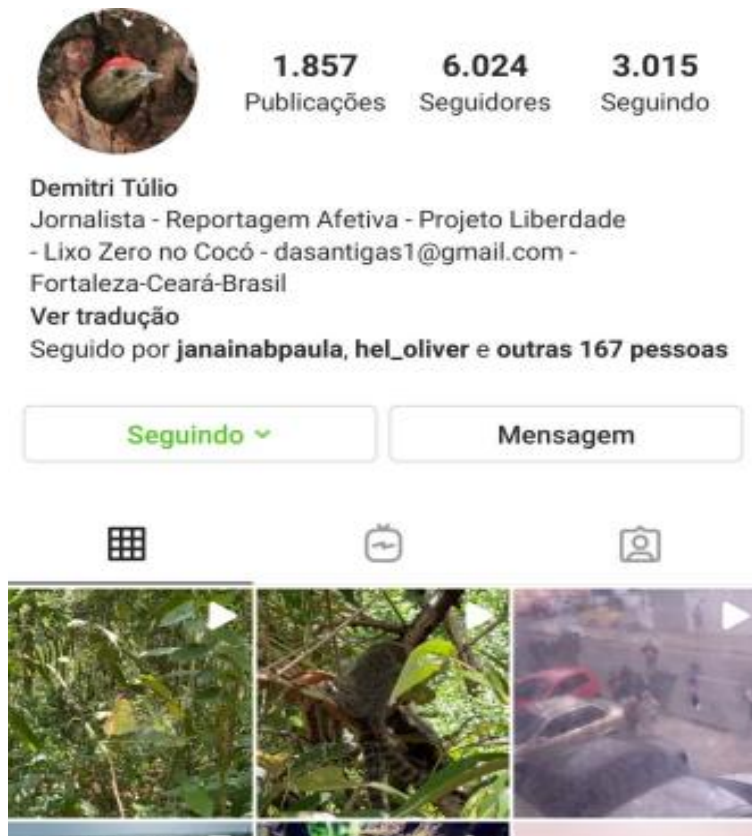 1.857 6.024 3.015
Publicações Seguidores Seguindo
Demitri Túlio
Jornalista - Reportagem Afetiva - Projeto Liberdade
- Lixo Zero no Cocó - dasantigas1@gmail.com -
Fortaleza-Ceará-Brasil
Ver tradução
Seguido por janainabpaula, hel_oliver e outras 167 pessoas
Seguindo Mensagem